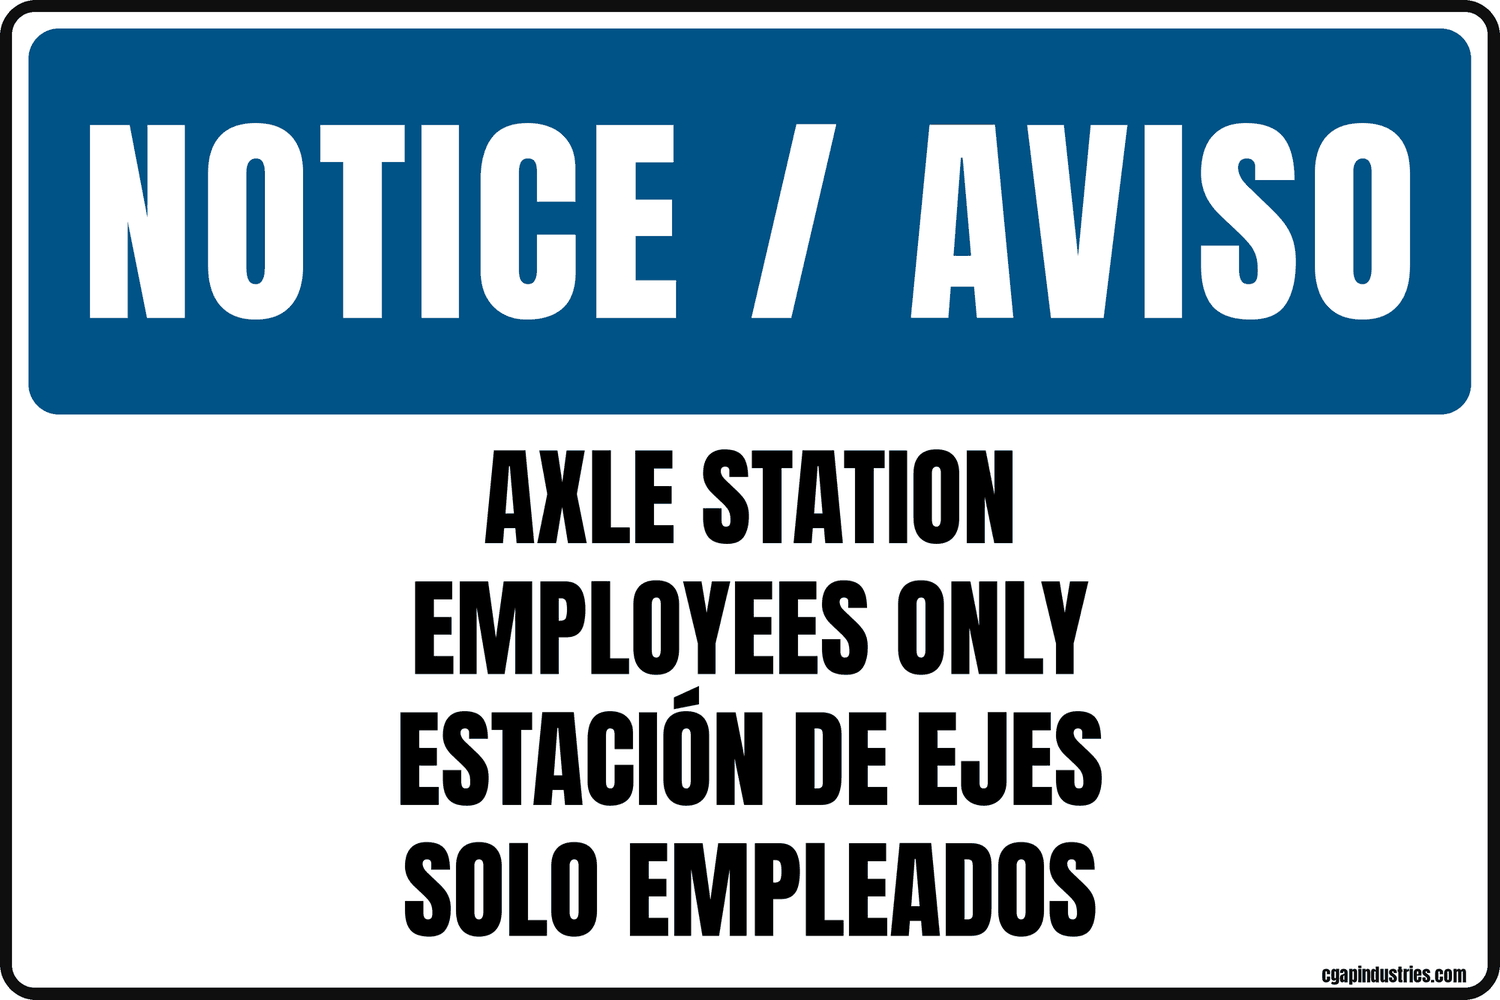 NOTICE / AVISO
AXLE STATION
EMPLOYEES ONLY
ESTACIÓN DE EJES
SOLO EMPLEADOS
cgapindustries.com